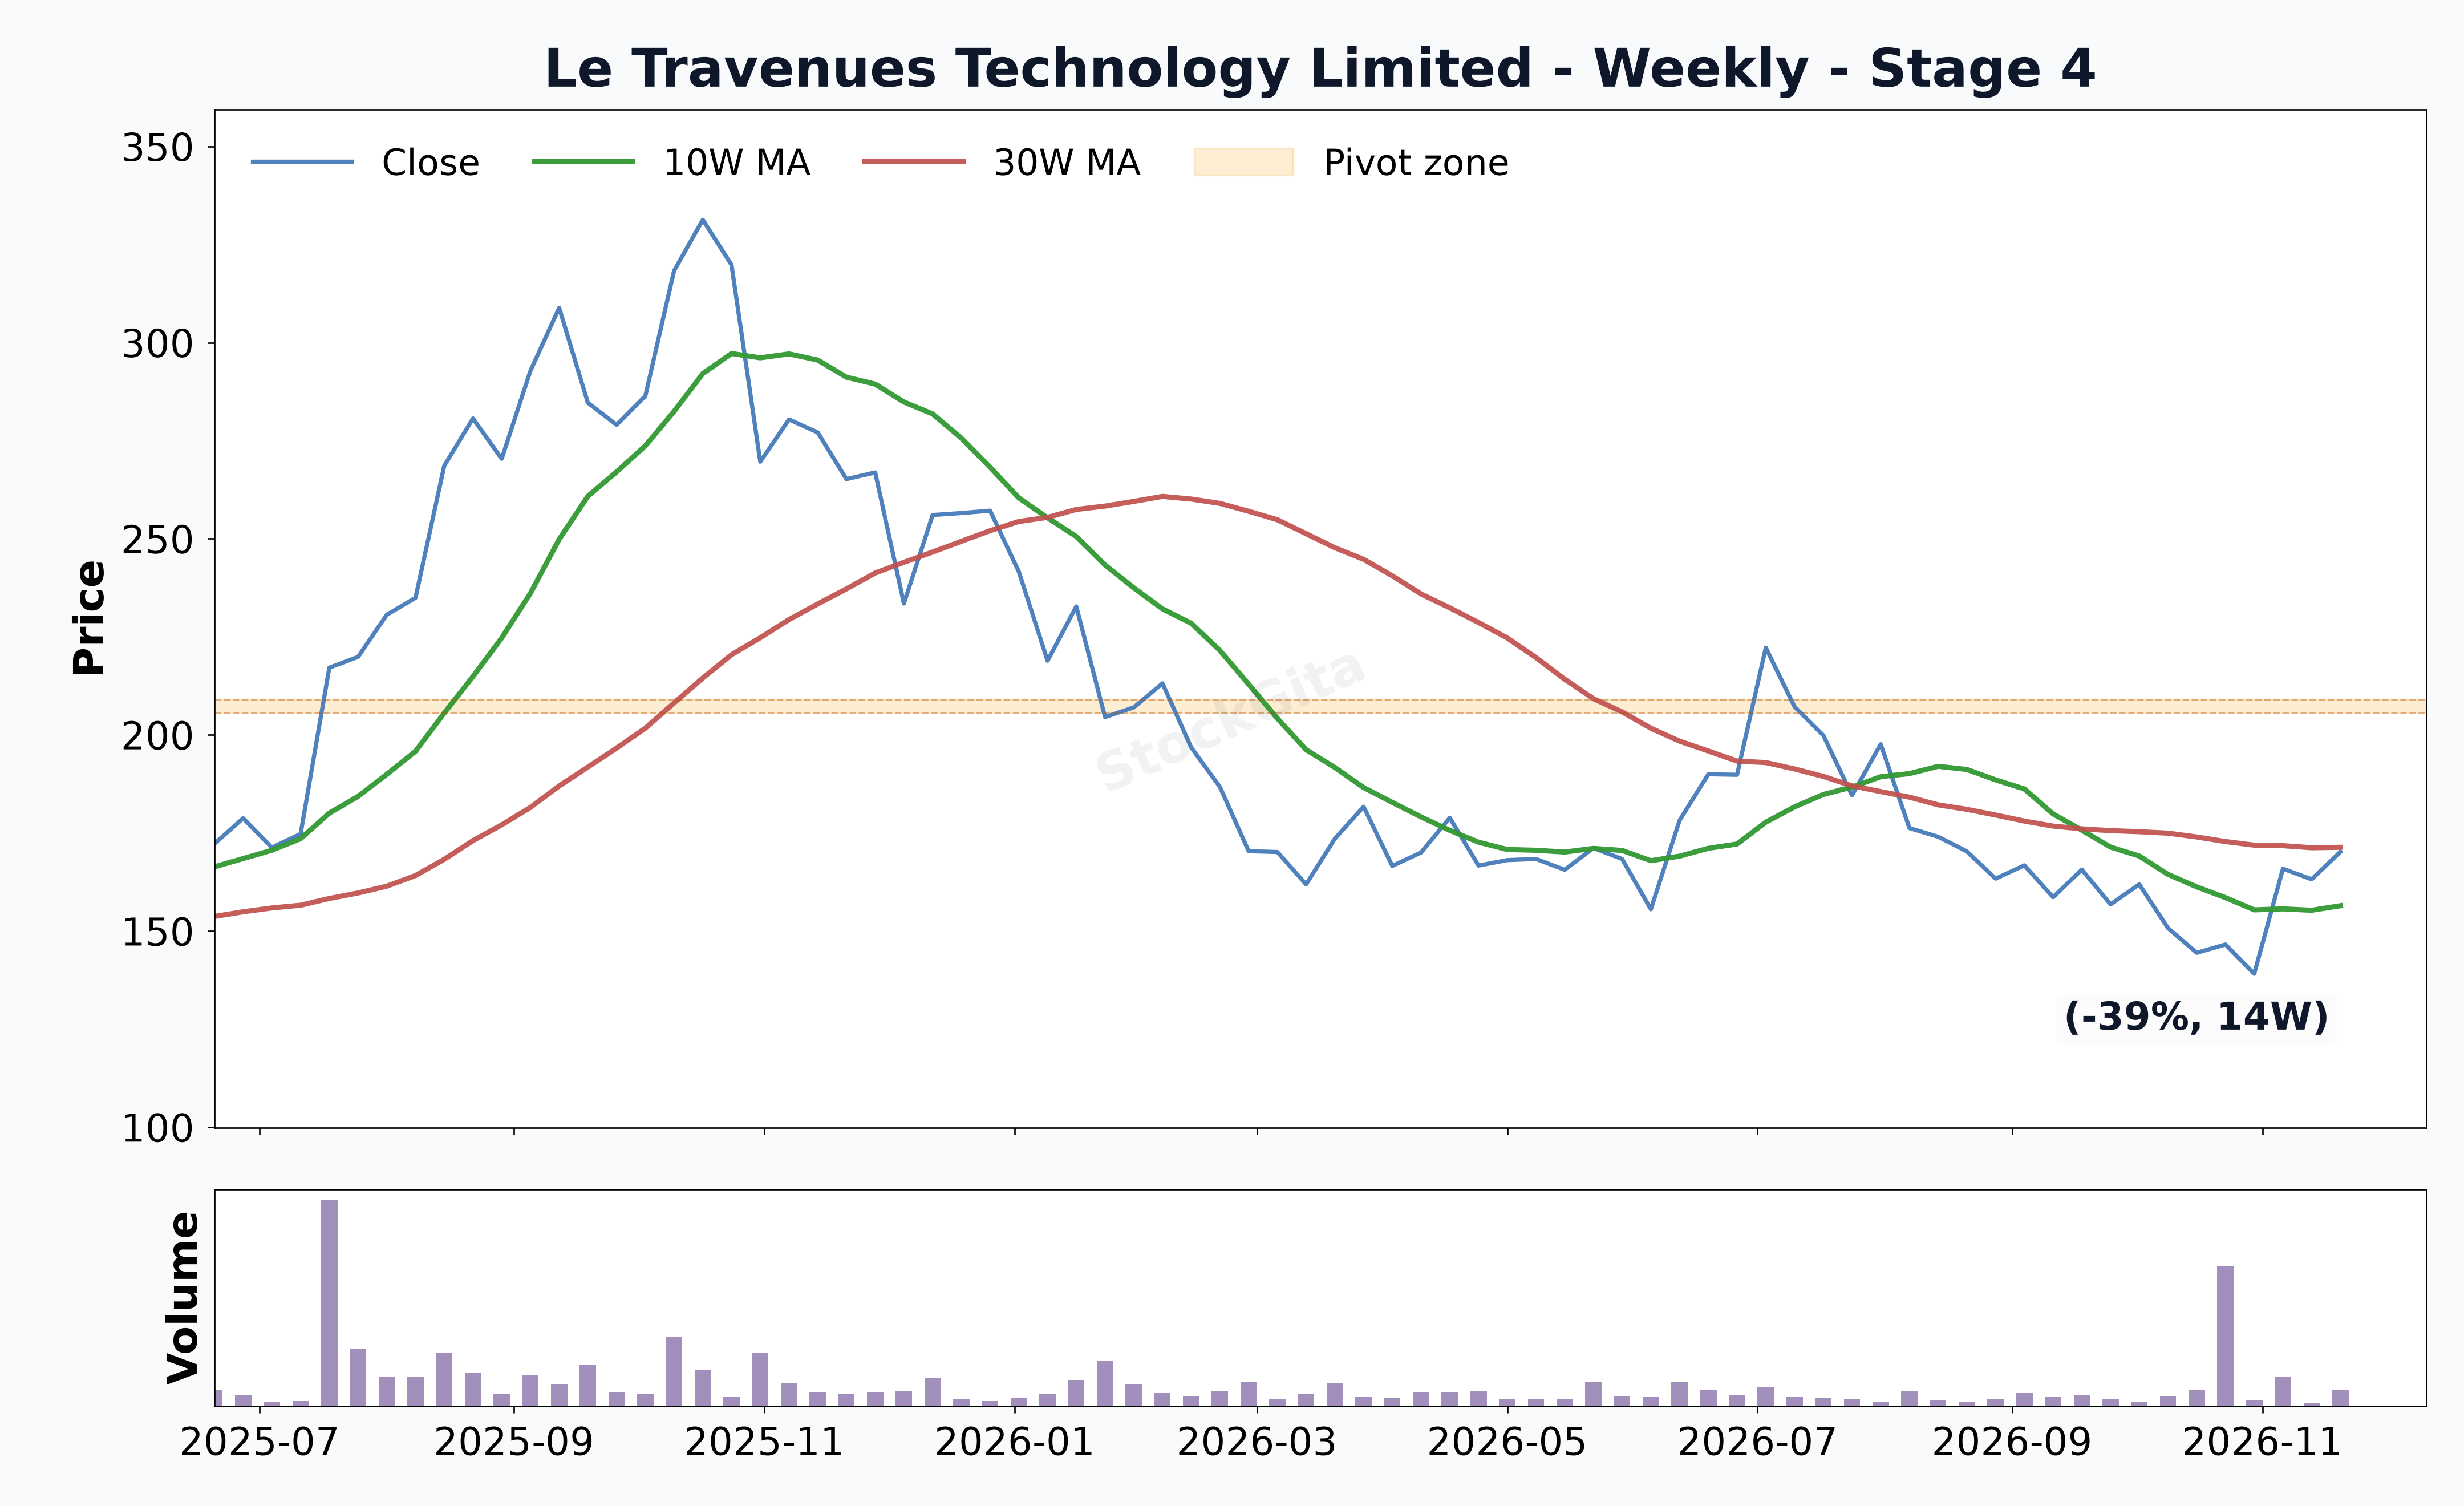 Le Travenues Technology Limited - Weekly - Stage 4
Close
10W MA
30W MA
Pivot zone
Price
350
300
250
200
150
100
StockGita
(-39%, 14W)
Volume
2025-07
2025-09
2025-11
2026-01
2026-03
2026-05
2026-07
2026-09
2026-11